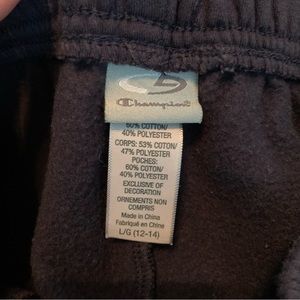 Champion
60% COTTON/
40% POLYESTER
CORPS: 53% COTON/
47% POLYESTER
POCHES:
60% COTON/
40% POLYESTER
EXCLUSIVE OF
DECORATION
ORNEMENTS NON
COMPRIS
Made in China
Fabriqué en Chine
L/G (12-14)